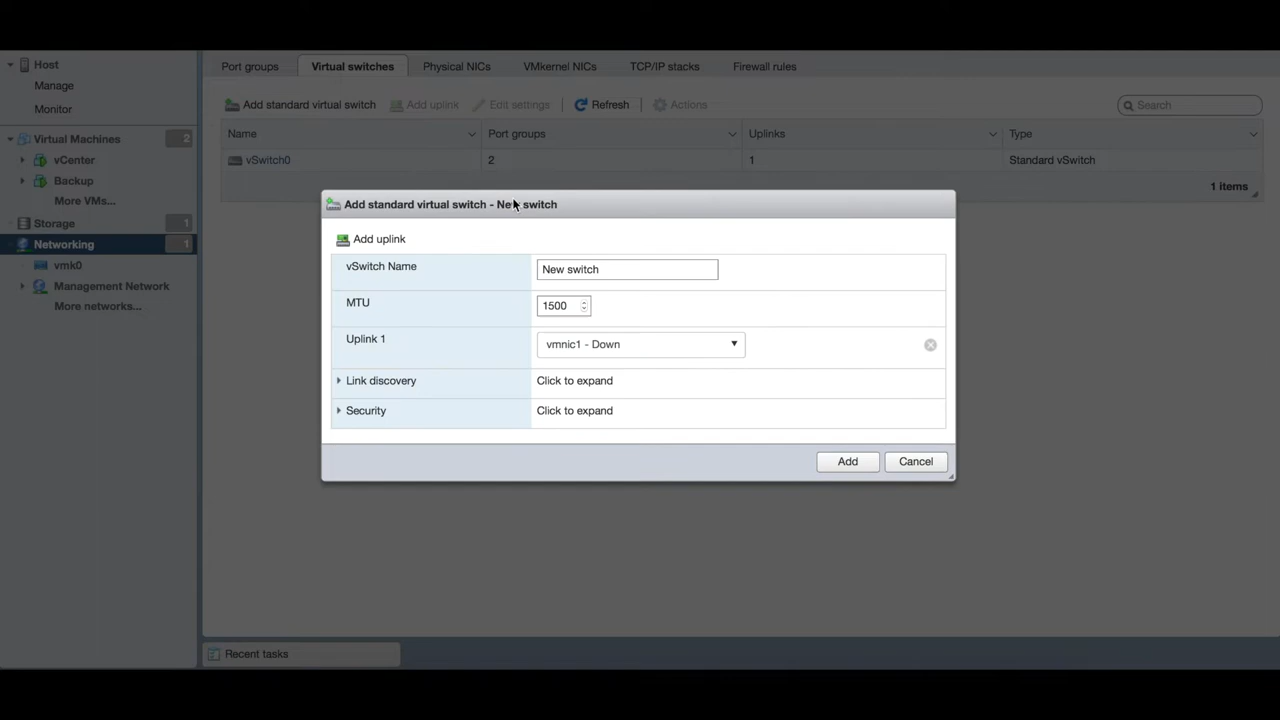 Host
Manage
Monitor
Virtual Machines 2
vCenter
Backup
More VMs...
Storage 1
Networking 1
vmk0
Management Network
More networks...
Port groups Virtual switches Physical NICs VMkernel NICs TCP/IP stacks Firewall rules
Add standard virtual switch Add uplink Edit settings Refresh Actions Search
Name Port groups Uplinks Type
vSwitch0 2 1 Standard vSwitch
1 items
Add standard virtual switch - New switch
Add uplink
vSwitch Name New switch
MTU 1500
Uplink 1 vmnic1 - Down
Link discovery Click to expand
Security Click to expand
Add Cancel
Recent tasks